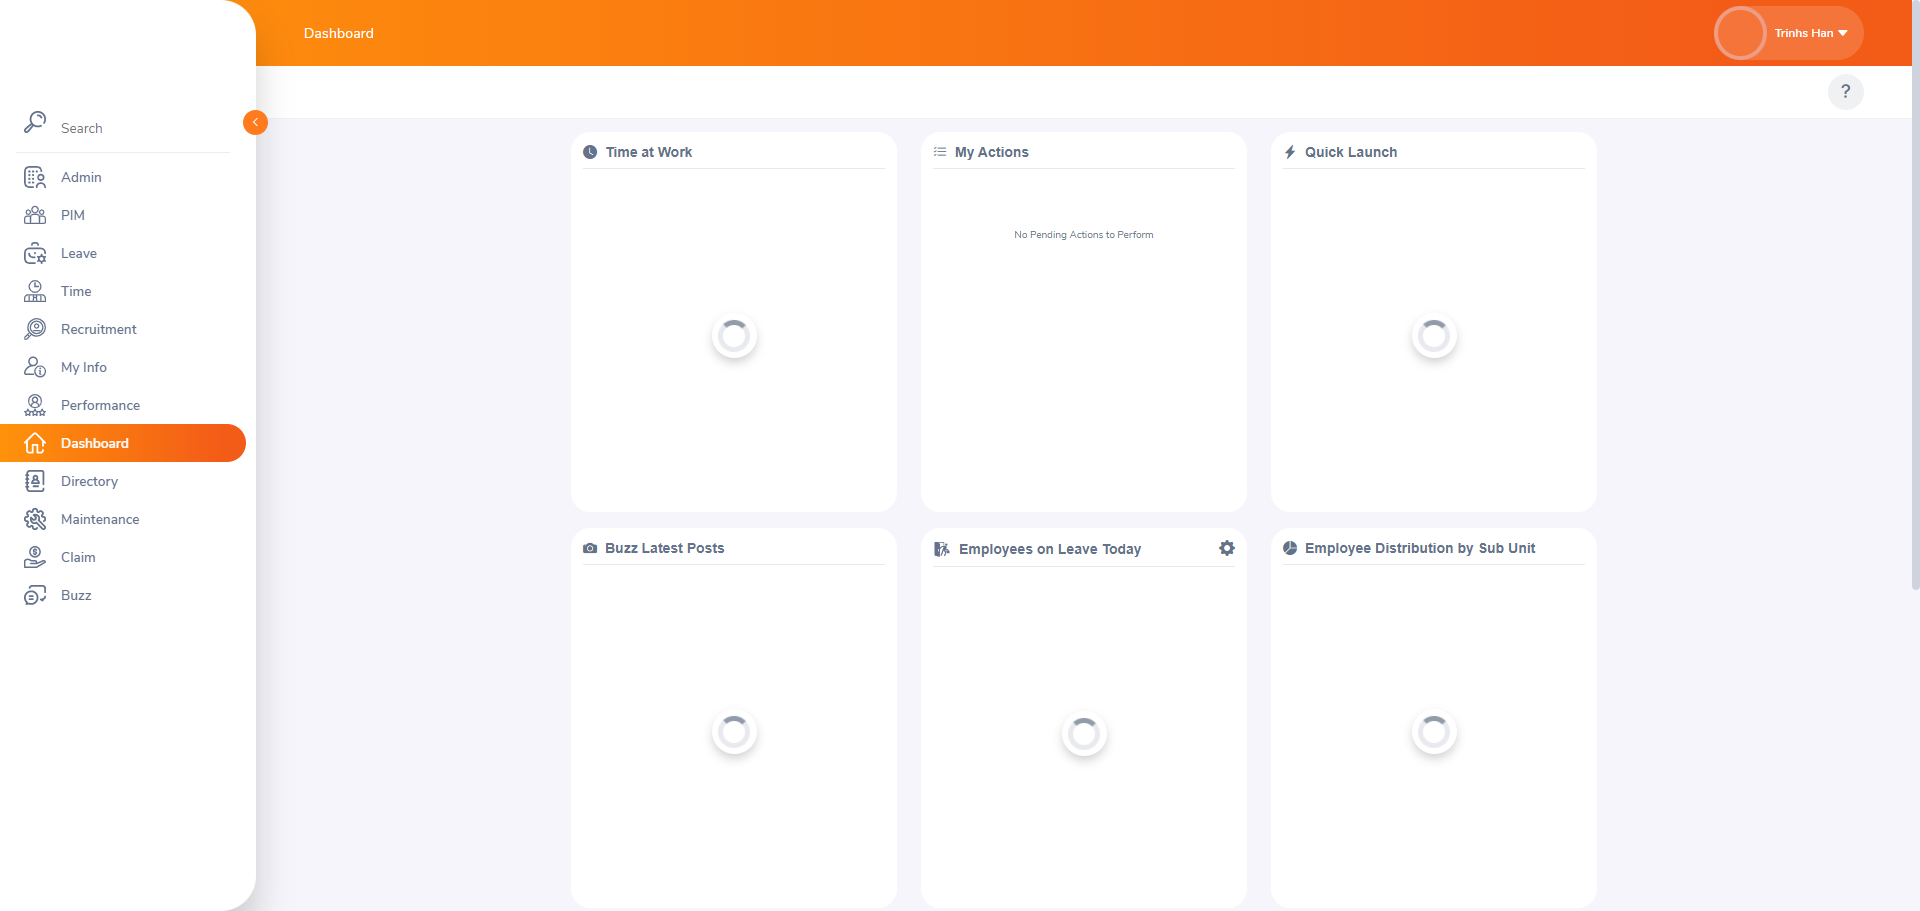 Dashboard
Trinhs Han
?
Search
Admin
PIM
Leave
Time
Recruitment
My Info
Performance
Dashboard
Directory
Maintenance
Claim
Buzz
Time at Work
My Actions
No Pending Actions to Perform
Quick Launch
Buzz Latest Posts
Employees on Leave Today
Employee Distribution by Sub Unit